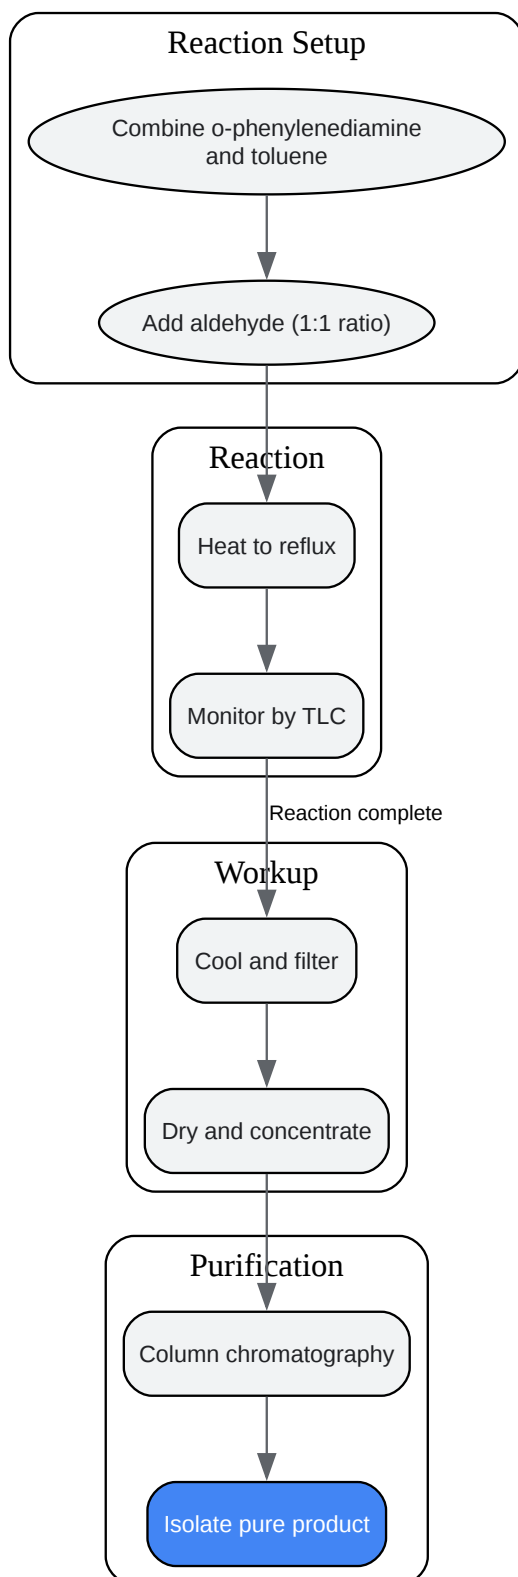 Reaction Setup
Combine o-phenylenediamine
and toluene
Add aldehyde (1:1 ratio)
Reaction
Heat to reflux
Monitor by TLC
Reaction complete
Workup
Cool and filter
Dry and concentrate
Purification
Column chromatography
Isolate pure product